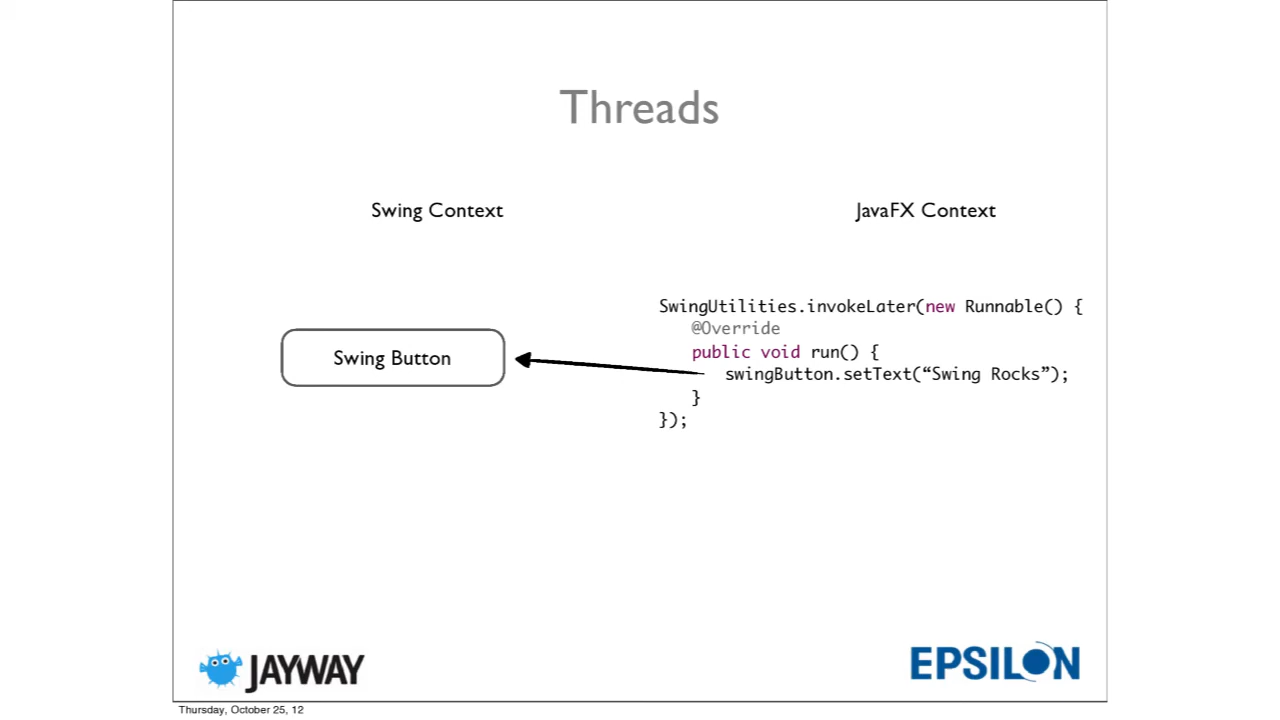 Threads
Swing Context
JavaFX Context
Swing Button
SwingUtilities.invokeLater(new Runnable() {
@Override
public void run() {
swingButton.setText(“Swing Rocks”);
}
});
JAYWAY
EPSILON
Thursday, October 25, 12